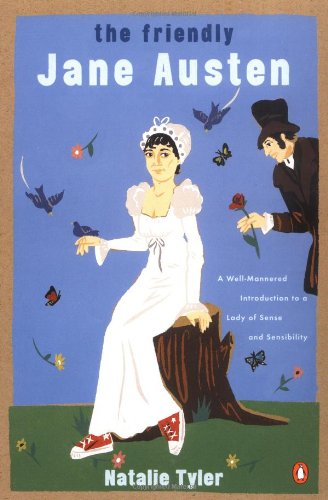 the friendly
Jane Austen
A Well-Mannered
Introduction to a
Lady of Sense
and Sensibility
Natalie Tyler